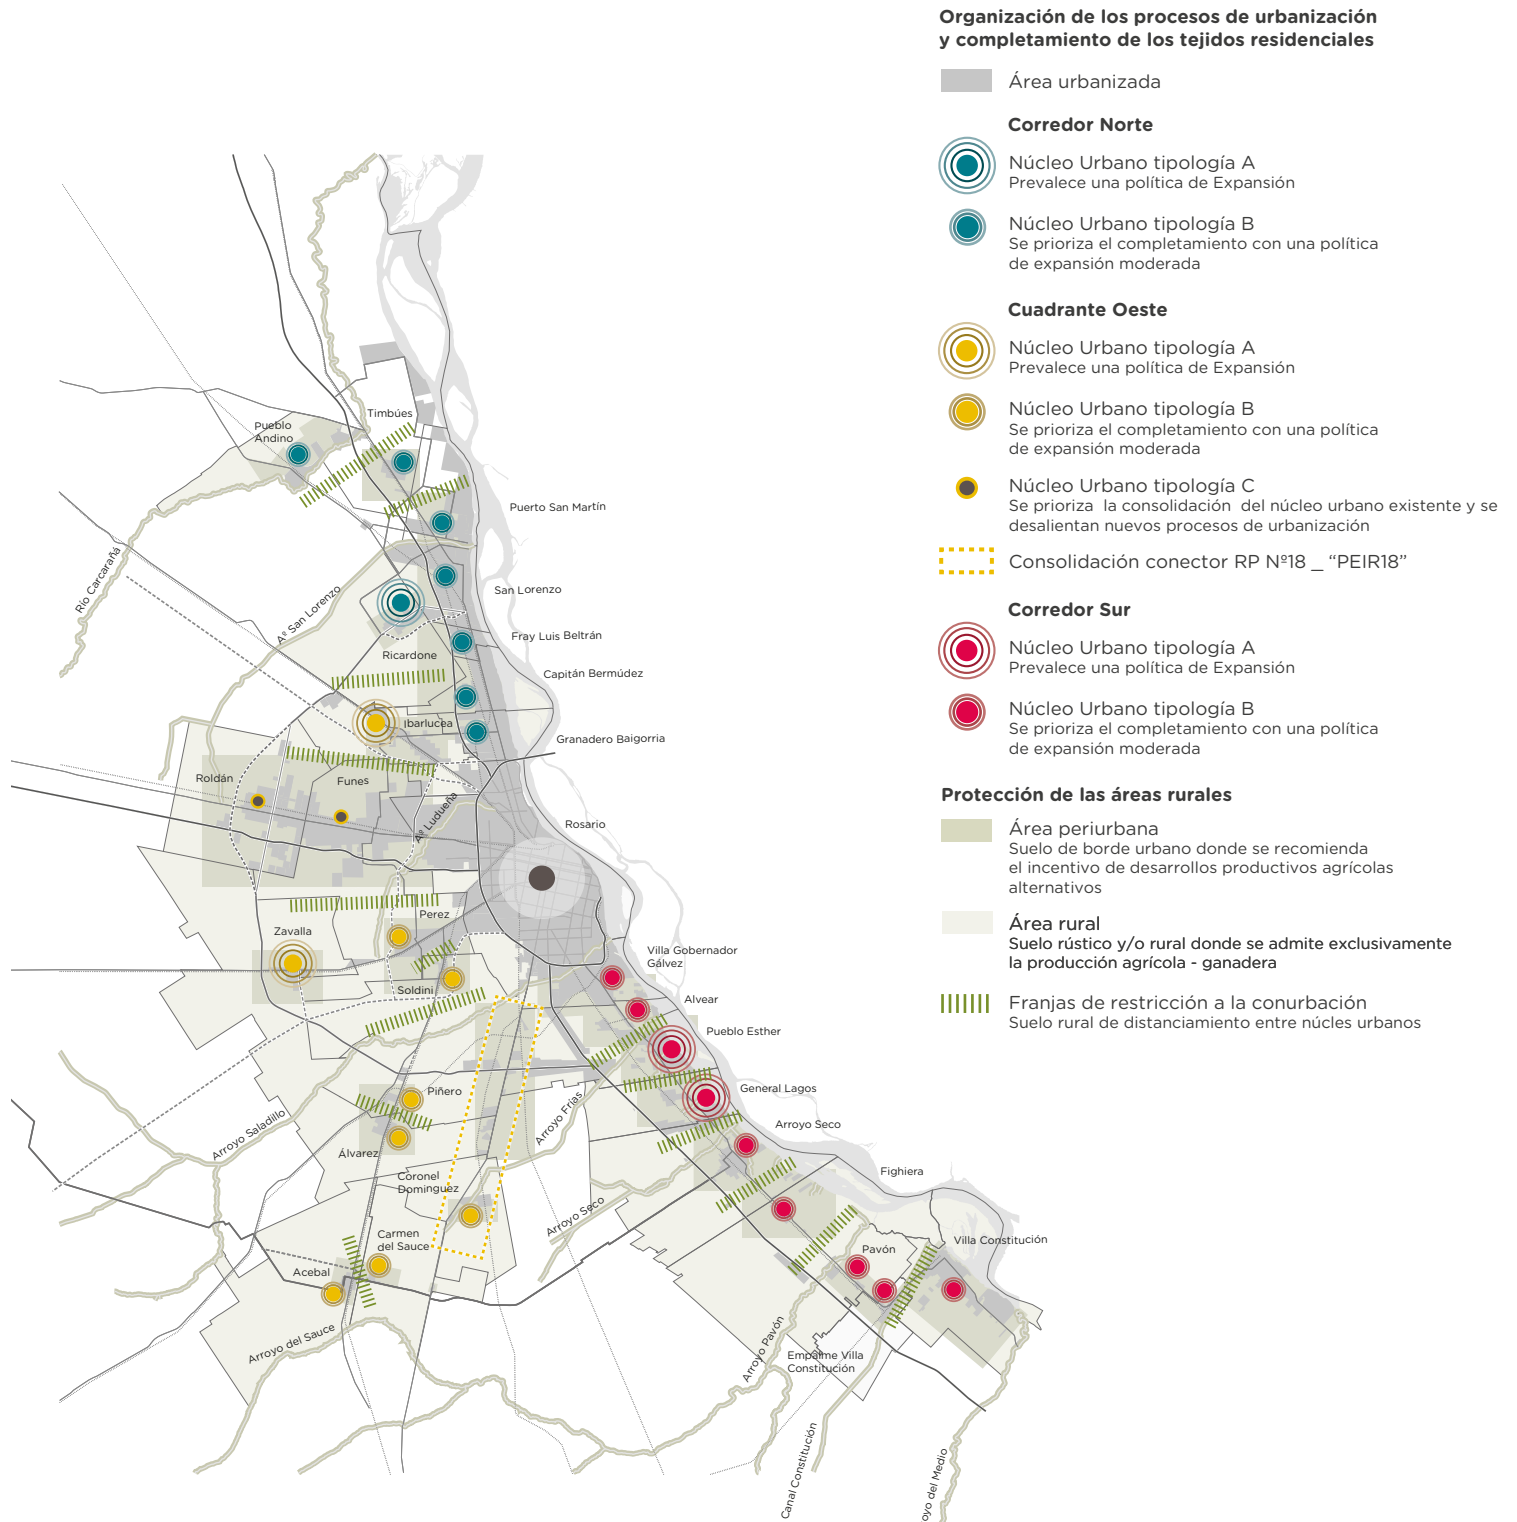 Organización de los procesos de urbanización
y completamiento de los tejidos residenciales
Área urbanizada
Corredor Norte
Núcleo Urbano tipología A
Prevalece una política de Expansión
Núcleo Urbano tipología B
Se prioriza el completamiento con una política
de expansión moderada
Cuadrante Oeste
Núcleo Urbano tipología A
Prevalece una política de Expansión
Núcleo Urbano tipología B
Se prioriza el completamiento con una política
de expansión moderada
Núcleo Urbano tipología C
Se prioriza la consolidación del núcleo urbano existente y se
desalientan nuevos procesos de urbanización
Consolidación conector RP Nº18 _ “PEIR18”
Corredor Sur
Núcleo Urbano tipología A
Prevalece una política de Expansión
Núcleo Urbano tipología B
Se prioriza el completamiento con una política
de expansión moderada
Protección de las áreas rurales
Área periurbana
Suelo de borde urbano donde se recomienda
el incentivo de desarrollos productivos agrícolas
alternativos
Área rural
Suelo rústico y/o rural donde se admite exclusivamente
la producción agrícola - ganadera
Franjas de restricción a la conurbación
Suelo rural de distanciamiento entre núcles urbanos
Timbúes
Pueblo
Andino
Puerto San Martín
Río Carcarañá
Aº San Lorenzo
San Lorenzo
Fray Luis Beltrán
Ricardone
Capitán Bermúdez
Ibarlucea
Granadero Baigorria
Roldán
Funes
Aº Ludueña
Rosario
Perez
Zavalla
Villa Gobernador
Gálvez
Soldini
Alvear
Pueblo Esther
Piñero
General Lagos
Arroyo Frías
Arroyo Saladillo
Arroyo Seco
Álvarez
Coronel
Dominguez
Fighiera
Arroyo Seco
Carmen
del Sauce
Pavón
Villa Constitución
Acebal
Arroyo del Sauce
Arroyo Pavón
Empalme Villa
Constitución
Canal Constitución
oyo del Medio